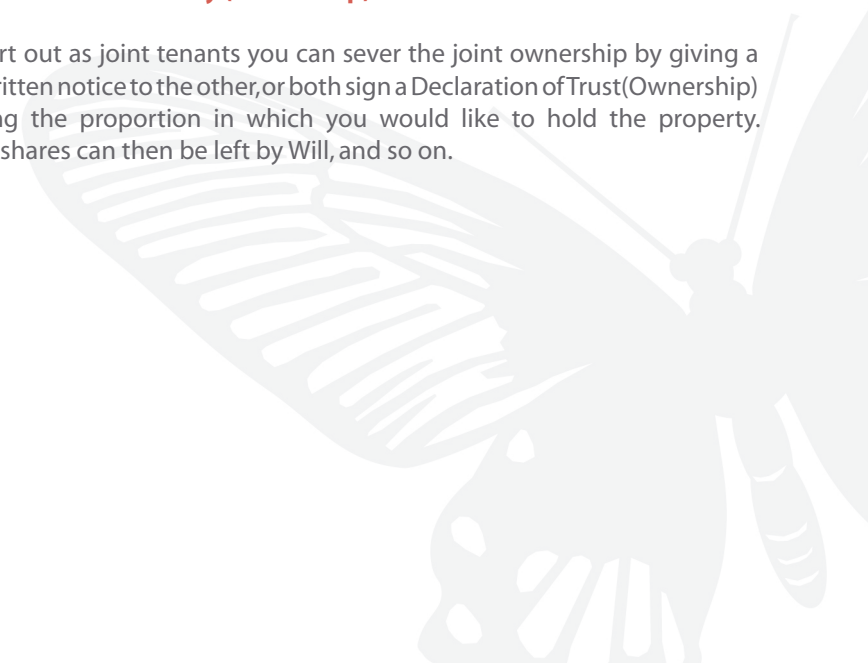 rt out as joint tenants you can sever the joint ownership by giving a
ritten notice to the other, or both sign a Declaration of Trust (Ownership)
ng the proportion in which you would like to hold the property.
shares can then be left by Will, and so on.